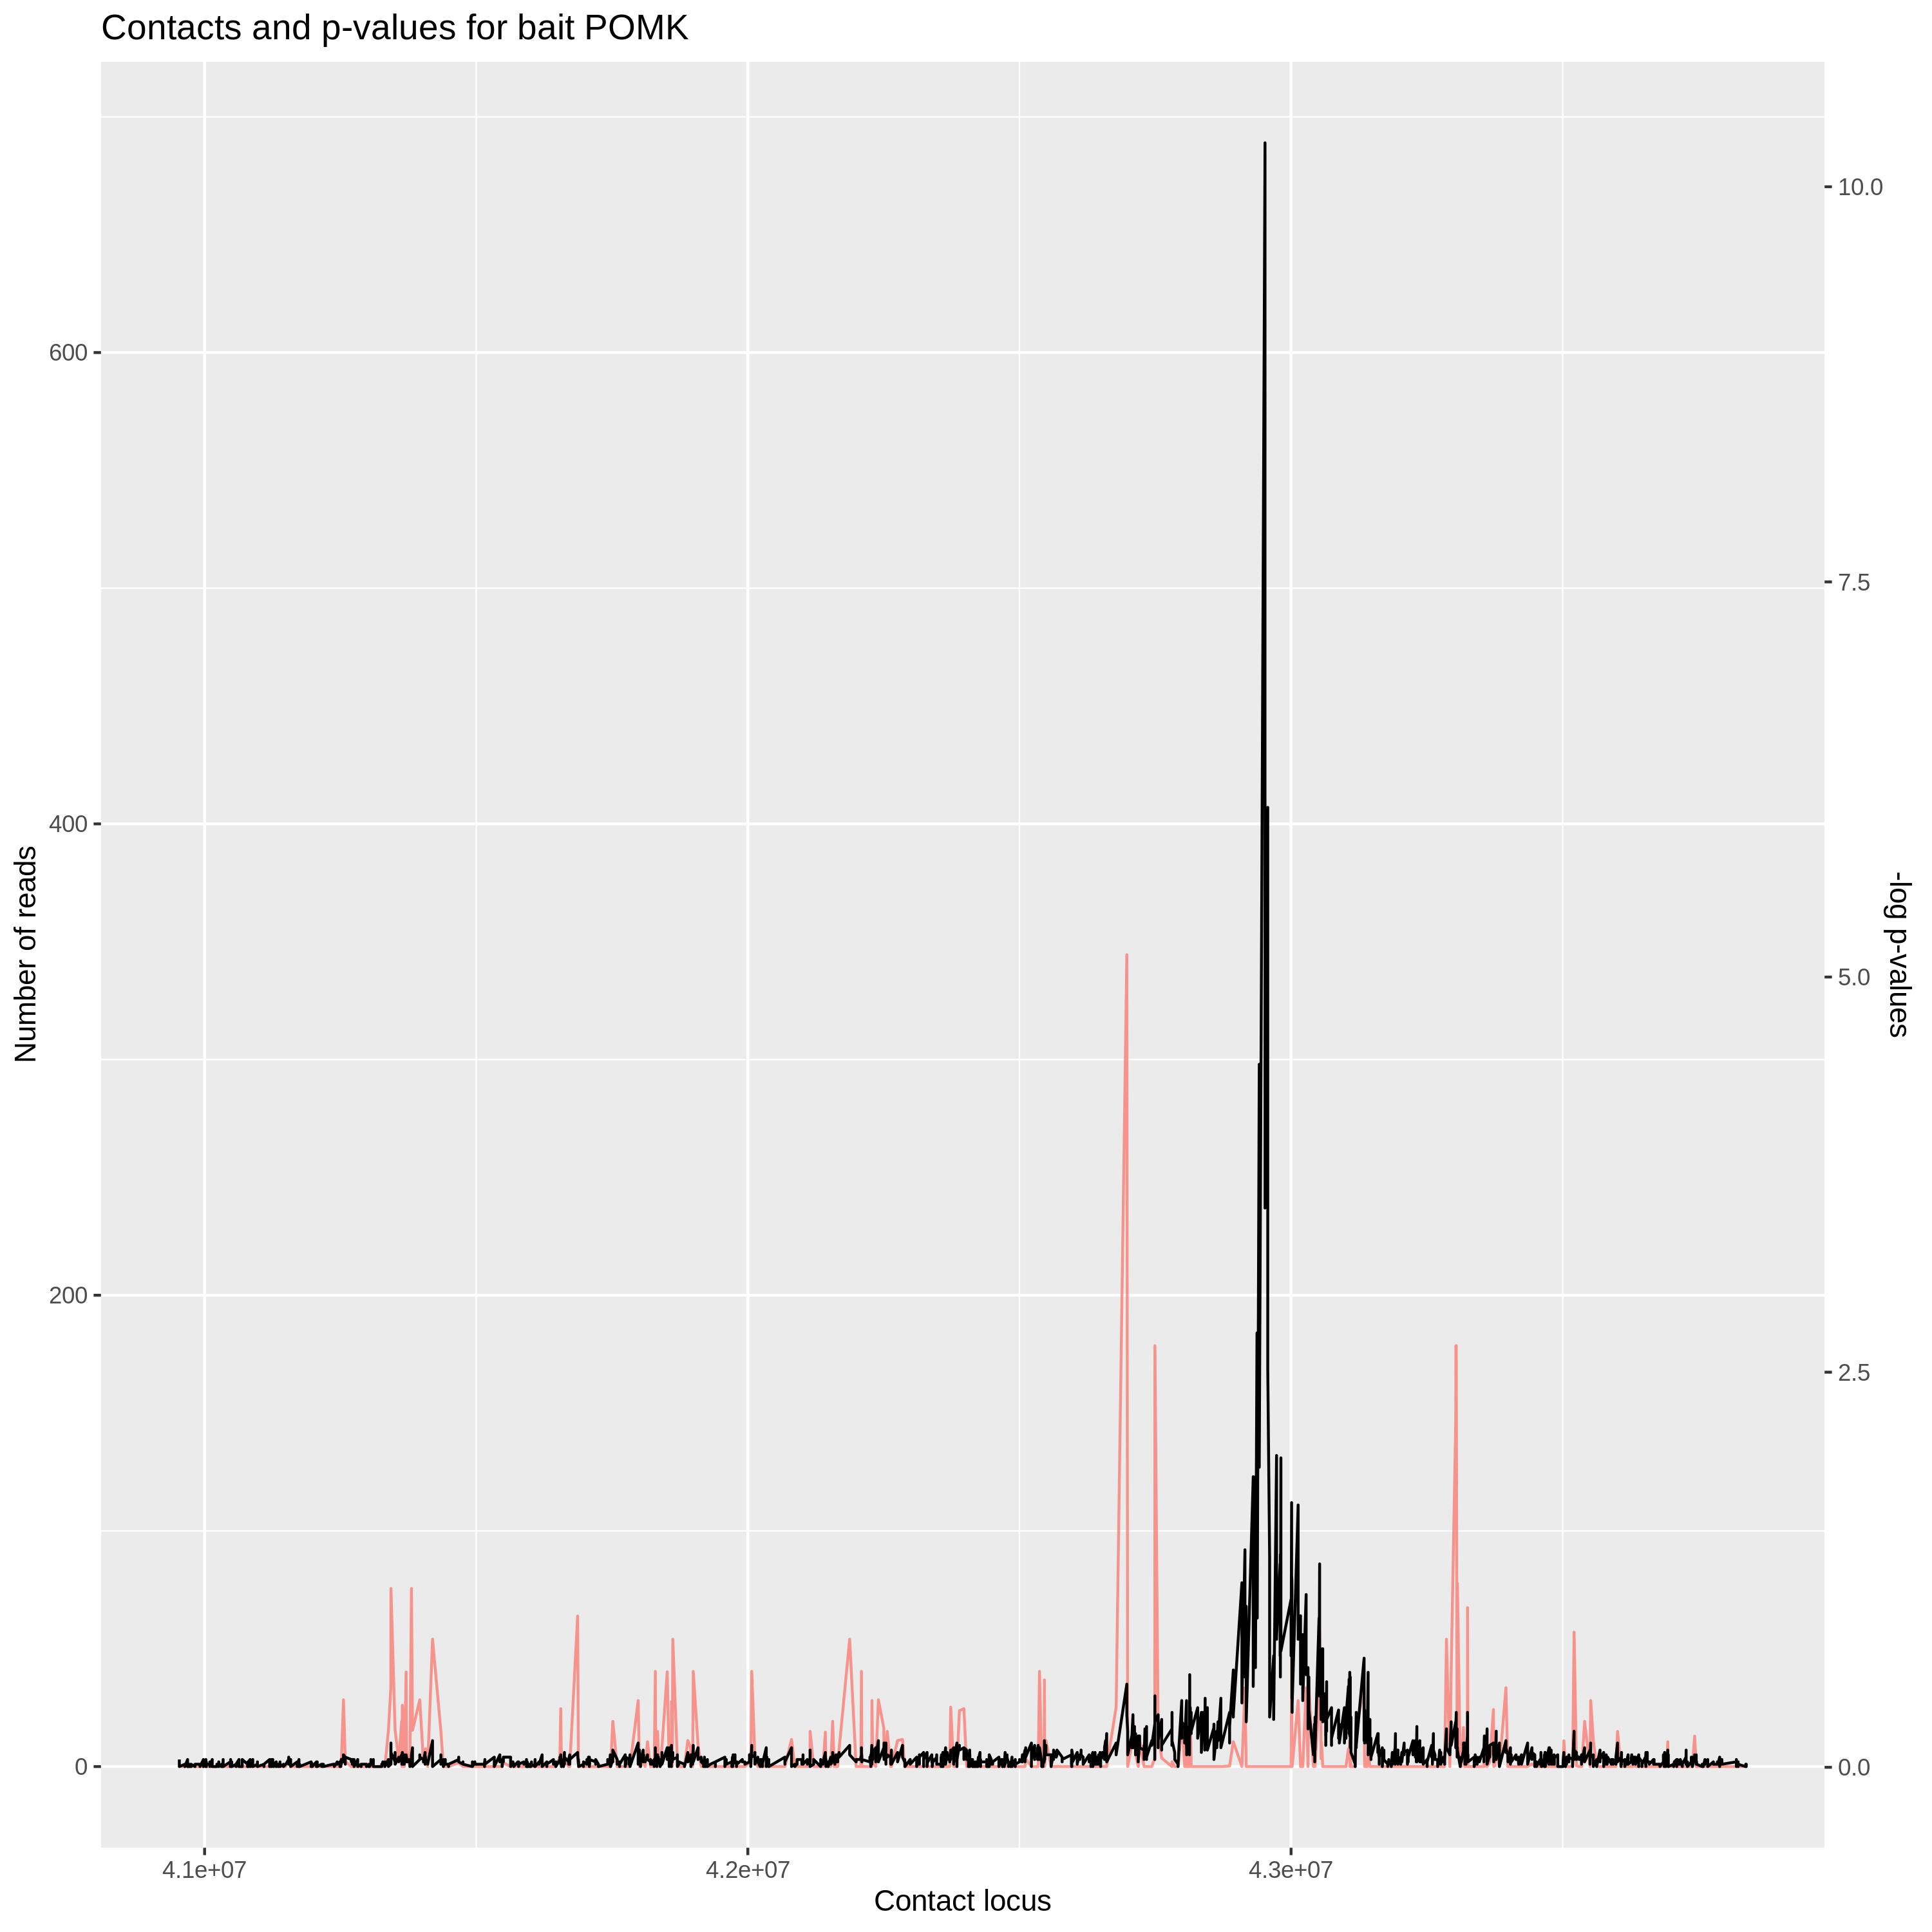 Contacts and p-values for bait POMK
600
400
200
0
10.0
7.5
5.0
2.5
0.0
Number of reads
-log p-values
4.1e+07
4.2e+07
4.3e+07
Contact locus